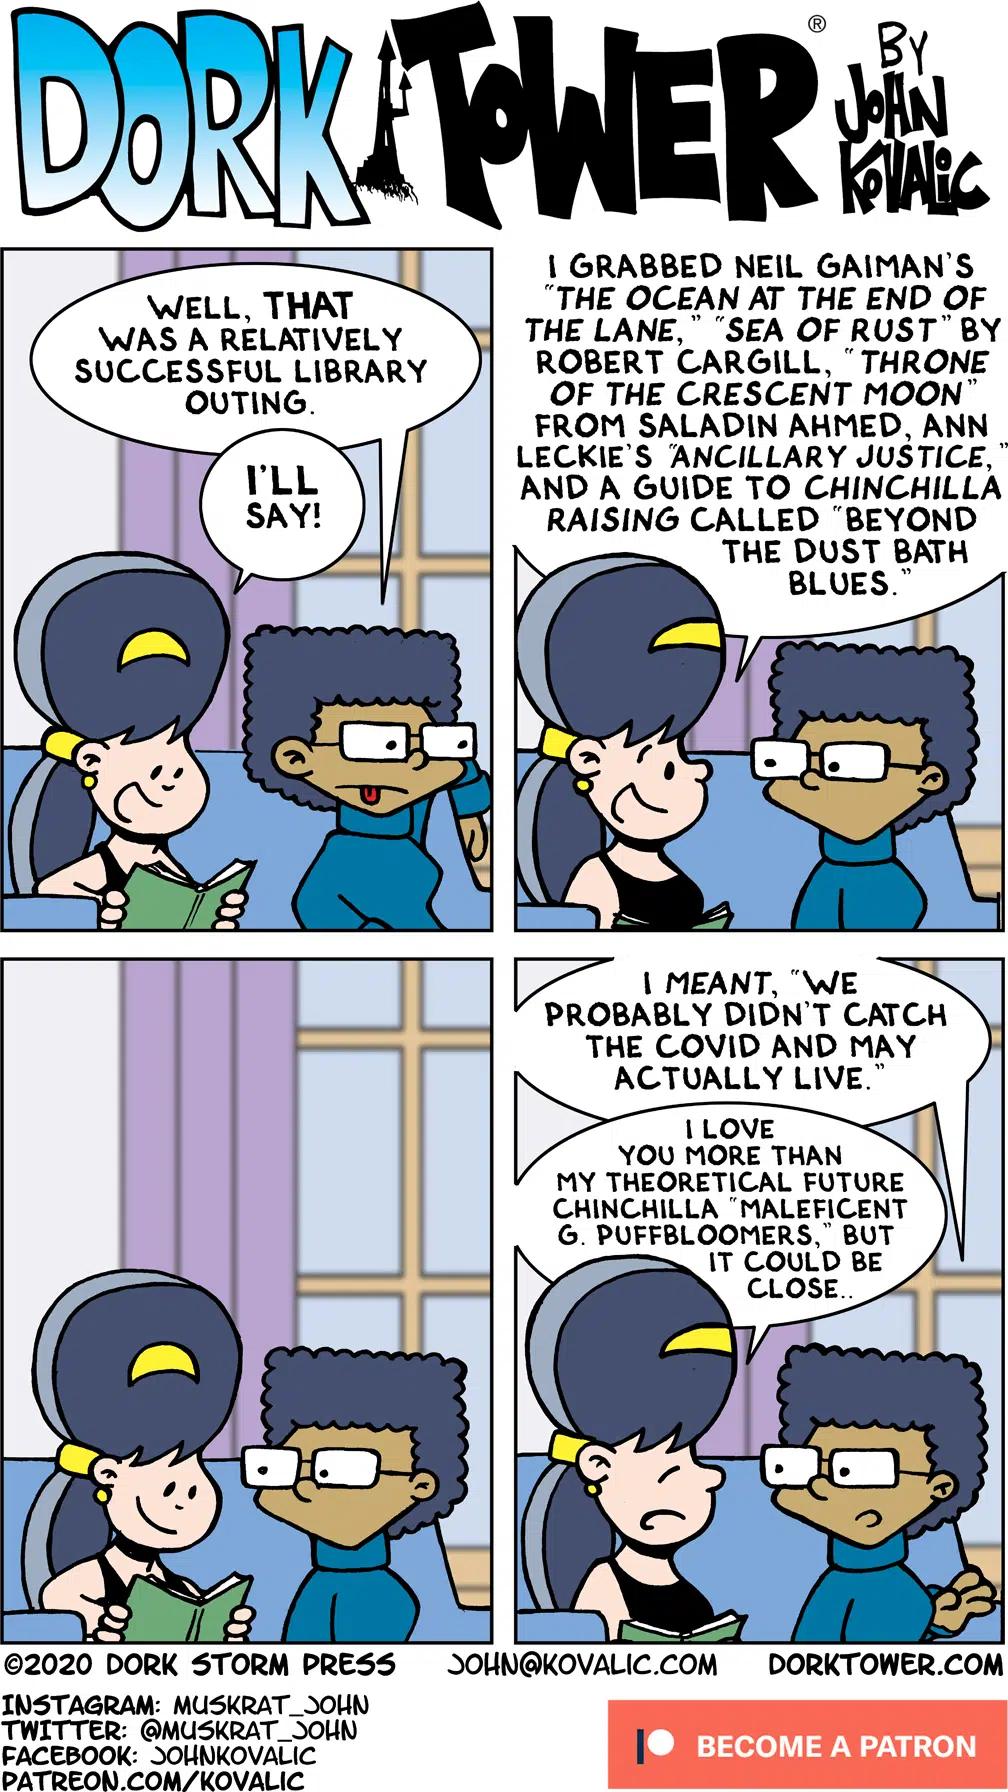 DORK TOWER®
BY
JOHN
KOVALIC
WELL, THAT
WAS A RELATIVELY
SUCCESSFUL LIBRARY
OUTING.
I'LL
SAY!
I GRABBED NEIL GAIMAN'S
"THE OCEAN AT THE END OF
THE LANE," "SEA OF RUST" BY
ROBERT CARGILL, "THRONE
OF THE CRESCENT MOON"
FROM SALADIN AHMED, ANN
LECKIE'S "ANCILLARY JUSTICE,"
AND A GUIDE TO CHINCHILLA
RAISING CALLED "BEYOND
THE DUST BATH
BLUES."
I MEANT, "WE
PROBABLY DIDN'T CATCH
THE COVID AND MAY
ACTUALLY LIVE."
I LOVE
YOU MORE THAN
MY THEORETICAL FUTURE
CHINCHILLA "MALEFICENT
G. PUFFBLOOMERS," BUT
IT COULD BE
CLOSE..
©2020 DORK STORM PRESS JOHN@KOVALIC.COM DORKTOWER.COM
INSTAGRAM: MUSKRAT_JOHN
TWITTER: @MUSKRAT_JOHN
FACEBOOK: JOHNKOVALIC
PATREON.COM/KOVALIC
BECOME A PATRON